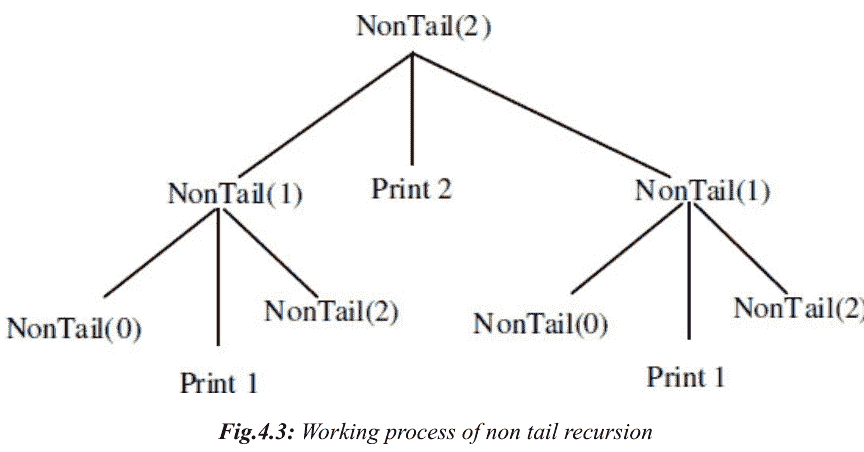 NonTail(2)
NonTail(1)
Print 2
NonTail(1)
NonTail(0)
Print 1
NonTail(2)
NonTail(0)
Print 1
NonTail(2)
Fig.4.3: Working process of non tail recursion